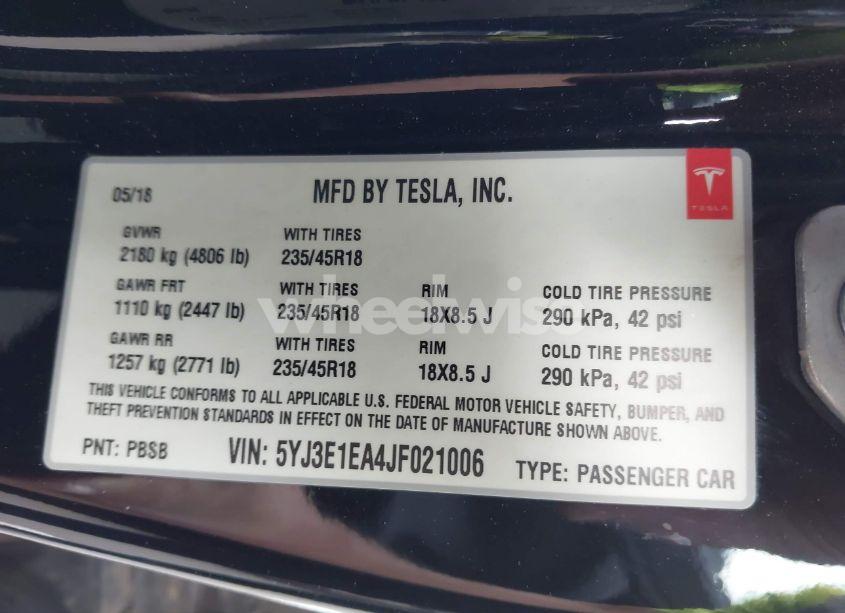 05/18 MFD BY TESLA, INC.
TESLA
GVWR WITH TIRES
2180 kg (4806 lb) 235/45R18
GAWR FRT WITH TIRES RIM COLD TIRE PRESSURE
1110 kg (2447 lb) 235/45R18 18X8.5 J 290 kPa, 42 psi
wheelwise
GAWR RR WITH TIRES RIM COLD TIRE PRESSURE
1257 kg (2771 lb) 235/45R18 18X8.5 J 290 kPa, 42 psi
THIS VEHICLE CONFORMS TO ALL APPLICABLE U.S. FEDERAL MOTOR VEHICLE SAFETY, BUMPER, AND
THEFT PREVENTION STANDARDS IN EFFECT ON THE DATE OF MANUFACTURE SHOWN ABOVE.
PNT: PBSB VIN: 5YJ3E1EA4JF021006 TYPE: PASSENGER CAR